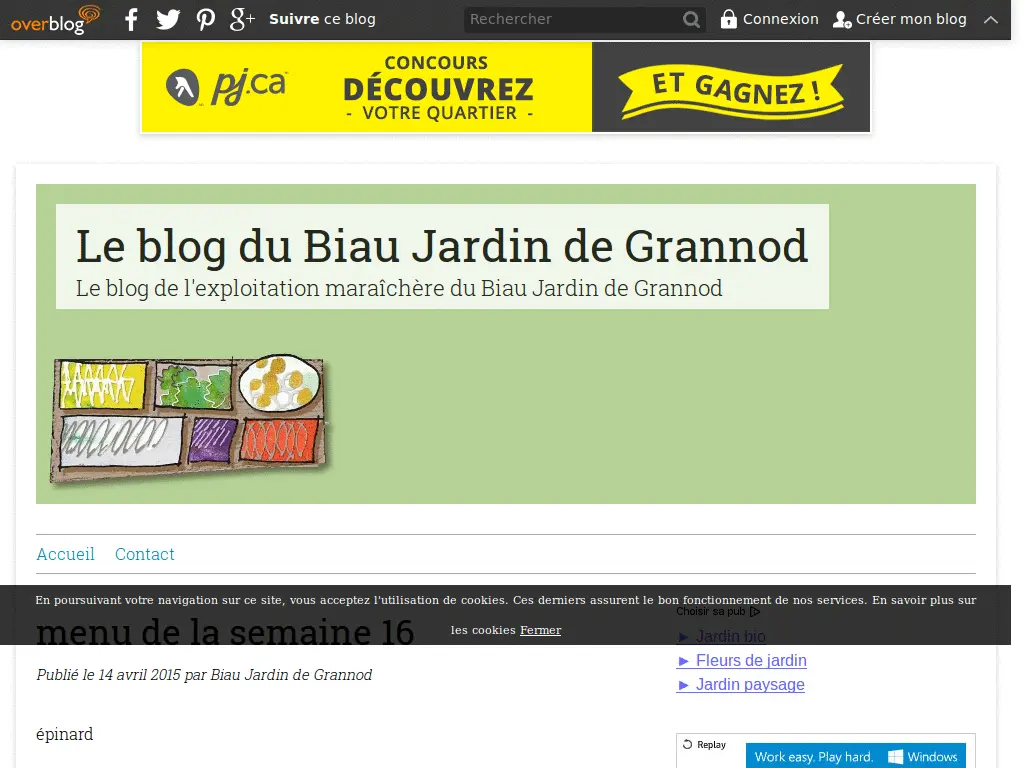 overblog
Suivre ce blog
Rechercher
Connexion
Créer mon blog
pj.ca
CONCOURS
DÉCOUVREZ
- VOTRE QUARTIER -
ET GAGNEZ !
Le blog du Biau Jardin de Grannod
Le blog de l'exploitation maraîchère du Biau Jardin de Grannod
Accueil Contact
En poursuivant votre navigation sur ce site, vous acceptez l'utilisation de cookies. Ces derniers assurent le bon fonctionnement de nos services. En savoir plus sur
les cookies Fermer
menu de la semaine 16
Publié le 14 avril 2015 par Biau Jardin de Grannod
épinard
Choisir sa pub
► Jardin bio
► Fleurs de jardin
► Jardin paysage
Replay
Work easy. Play hard.
Windows